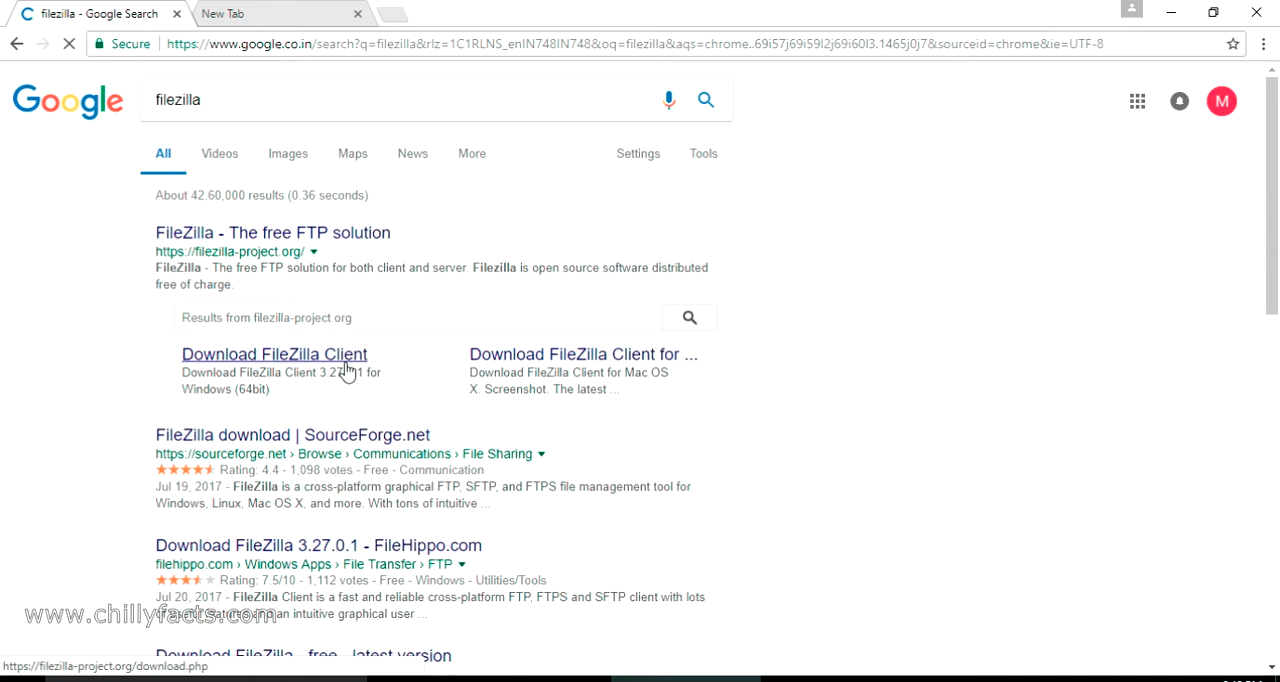 filezilla - Google Search
New Tab
Secure https://www.google.co.in/search?q=filezilla&rlz=1C1RLNS_enIN748IN748&oq=filezilla&aqs=chrome..69i57j69i59l2j69i60l3.1465j0j7&sourceid=chrome&ie=UTF-8
Google filezilla M
All Videos Images Maps News More Settings Tools
About 42,60,000 results (0.36 seconds)
FileZilla - The free FTP solution
https://filezilla-project.org/
FileZilla - The free FTP solution for both client and server. Filezilla is open source software distributed
free of charge.
Results from filezilla-project.org
Download FileZilla Client
Download FileZilla Client for
Windows (64bit)
Download FileZilla Client for ...
Download FileZilla Client for Mac OS
X. Screenshot. The latest ...
FileZilla download | SourceForge.net
https://sourceforge.net › Browse › Communications › File Sharing
Rating: 4.4 - 1,098 votes - Free - Communication
Jul 19, 2017 - FileZilla is a cross-platform graphical FTP, SFTP, and FTPS file management tool for
Windows, Linux, Mac OS X, and more. With tons of intuitive ...
Download FileZilla 3.27.0.1 - FileHippo.com
filehippo.com › Windows Apps › File Transfer › FTP
Rating: 7.5/10 - 1,112 votes - Free - Windows - Utilities/Tools
Jul 20, 2017 - FileZilla Client is a fast and reliable cross-platform FTP, FTPS and SFTP client with lots
of useful features and an intuitive graphical user ...
www.chillyfacts.com
Download FileZilla - free - latest version
https://filezilla-project.org/download.php